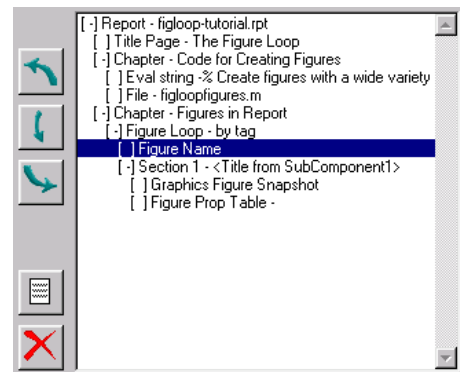 [-] Report - figloop-tutorial.rpt
[ ] Title Page - The Figure Loop
[-] Chapter - Code for Creating Figures
[ ] Eval string -% Create figures with a wide variety
[ ] File - figloopfigures.m
[-] Chapter - Figures in Report
[-] Figure Loop - by tag
[ ] Figure Name
[-] Section 1 - <Title from SubComponent1>
[ ] Graphics Figure Snapshot
[ ] Figure Prop Table -